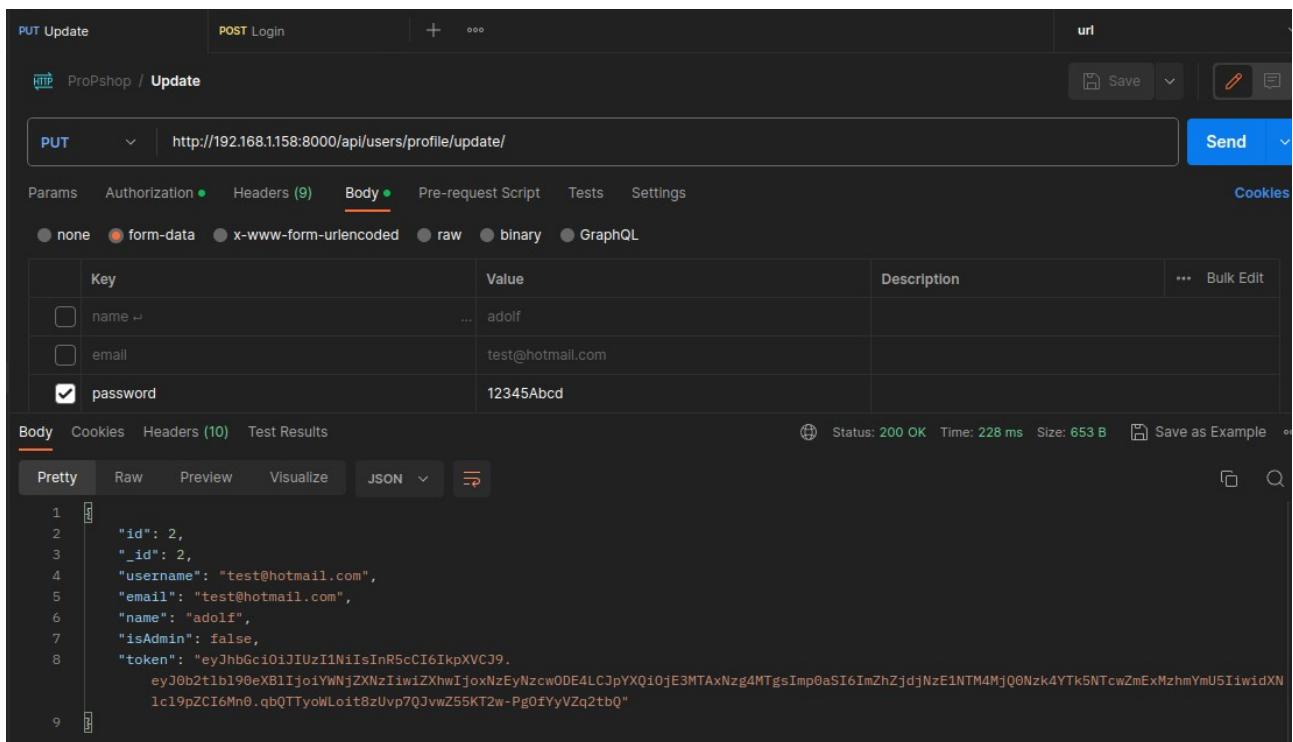 PUT Update POST Login + ooo url
HTTP ProPshop / Update Save
PUT http://192.168.1.158:8000/api/users/profile/update/ Send
Params Authorization Headers (9) Body Pre-request Script Tests Settings Cookies
none form-data x-www-form-urlencoded raw binary GraphQL
Key Value Description ... Bulk Edit
name ↵ ... adolf
email test@hotmail.com
password 12345Abcd
Body Cookies Headers (10) Test Results Status: 200 OK Time: 228 ms Size: 653 B Save as Example
Pretty Raw Preview Visualize JSON
1 {
2 "id": 2,
3 "_id": 2,
4 "username": "test@hotmail.com",
5 "email": "test@hotmail.com",
6 "name": "adolf",
7 "isAdmin": false,
8 "token": "eyJhbGciOiJIUzI1NiIsInR5cCI6IkpXVCJ9.
eyJ0b2tlbl90eXBlIjoiYWNjZXNzIiwiZXhwIjoxNzEyNzcwODE4LCJpYXQiOjE3MTAxNzg4MTgsImp0aSI6ImZhZjdjNzE1NTM4MjQ0Nzk4YTk5NTcwZmExMzhmYmU5IiwidXN
lcl9pZCI6Mn0.qbQTTyoWLoit8zUvp7QJvwZ55KT2w-PgOfYyVZq2tbQ"
9 }